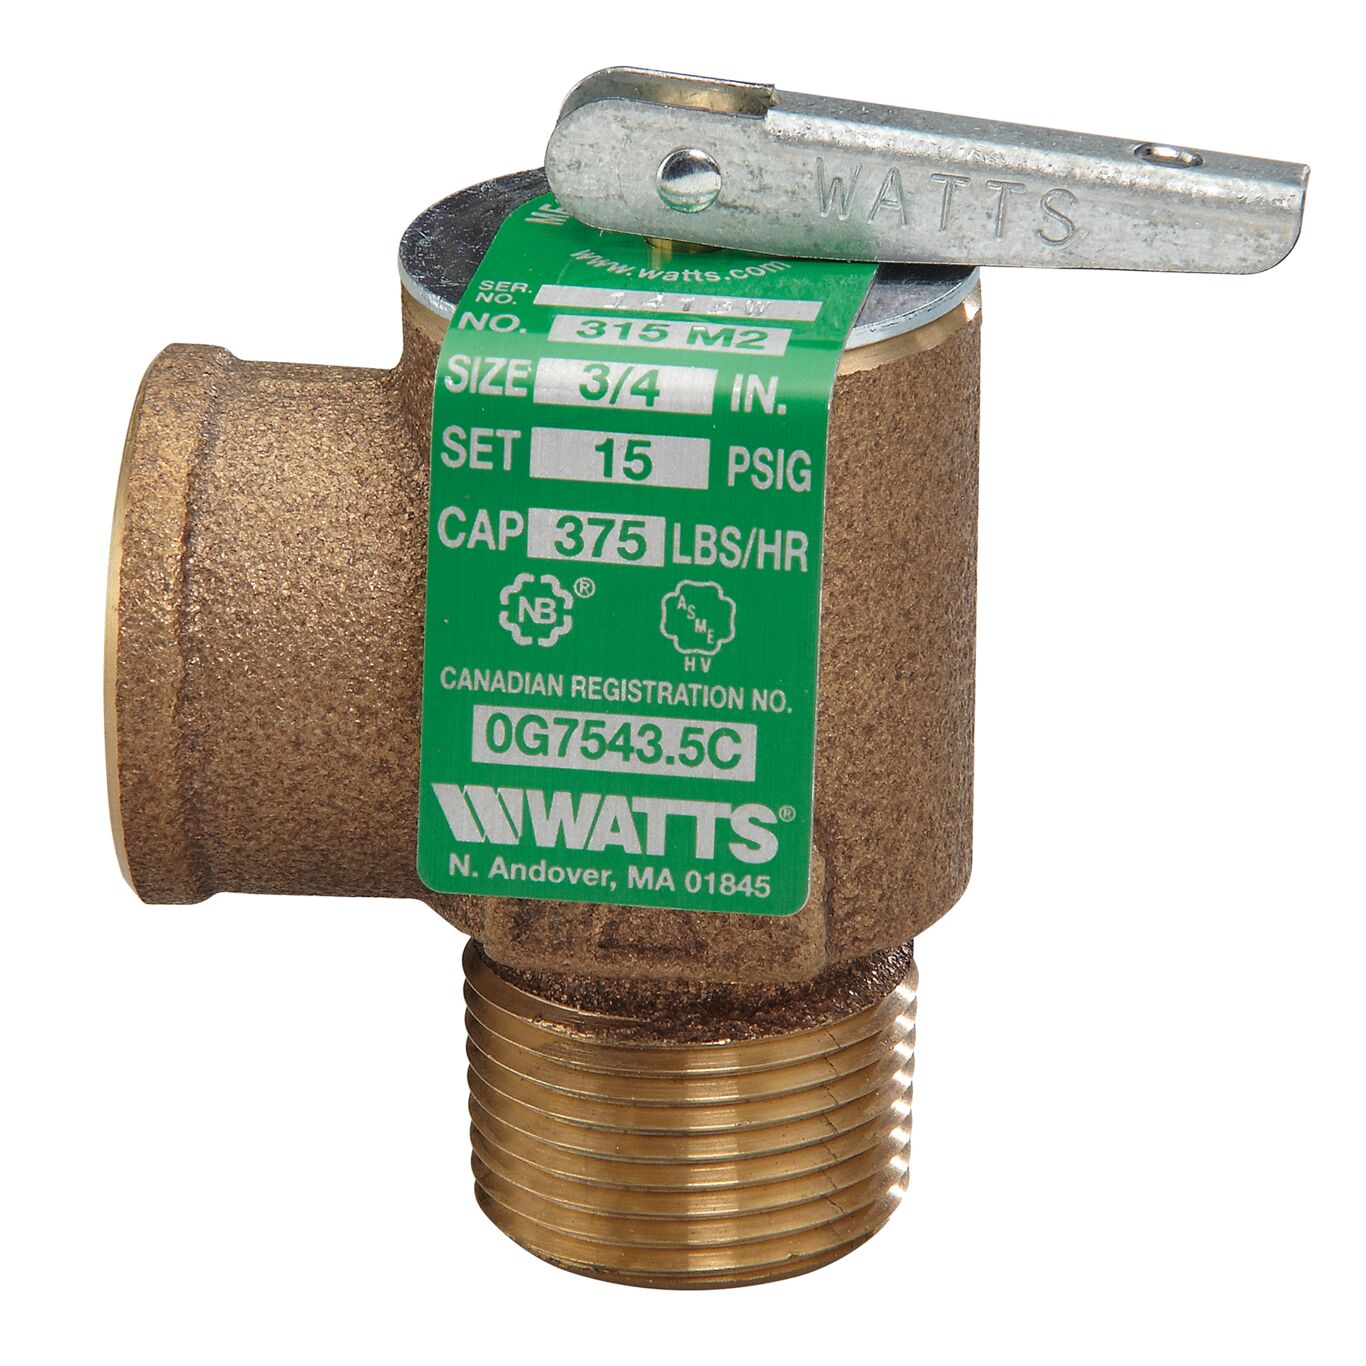 WATTS
www.watts.com
SER. NO. 1413W
NO. 315 M2
SIZE 3/4 IN.
SET 15 PSIG
CAP 375 LBS/HR
NB®
ASME
HV
CANADIAN REGISTRATION NO.
0G7543.5C
WATTS®
N. Andover, MA 01845